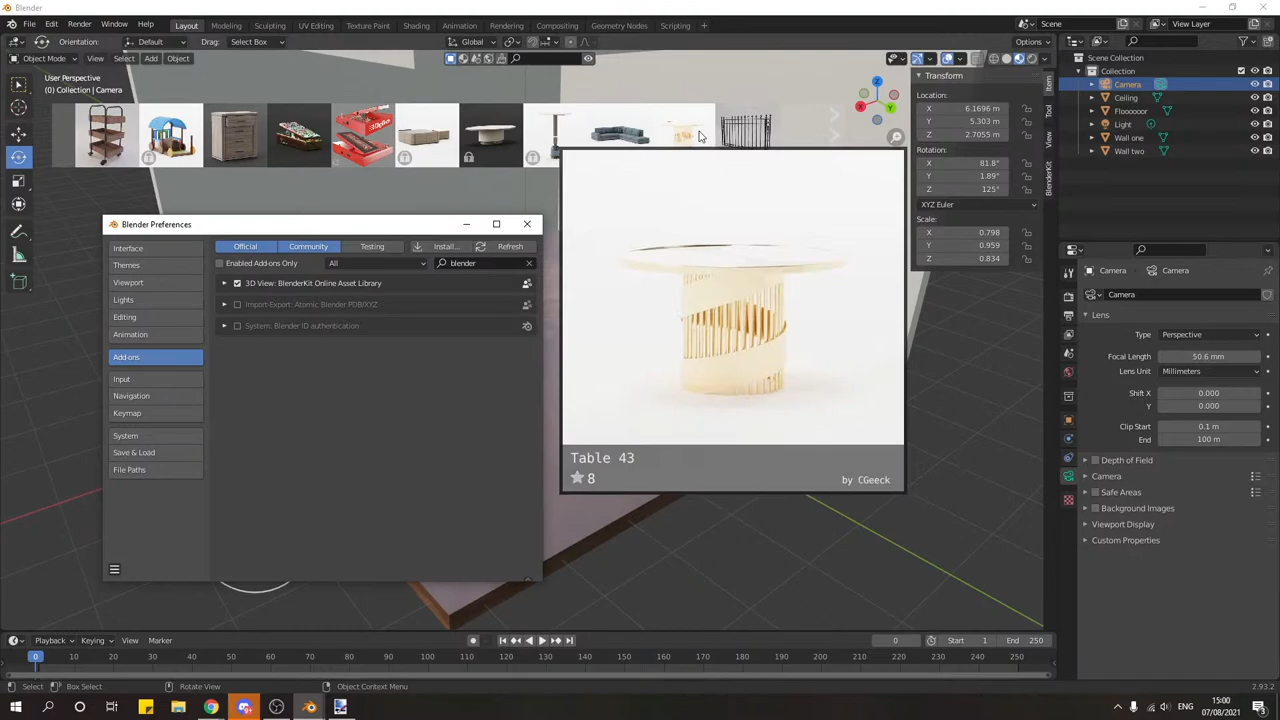 Blender
File Edit Render Window Help Layout Modeling Sculpting UV Editing Texture Paint Shading Animation Rendering Compositing Geometry Nodes Scripting + Scene View Layer
Orientation: Default Drag: Select Box Global Options
Object Mode View Select Add Object
User Perspective
(0) Collection | Camera
Z
Y
X
Scene Collection
Collection
Camera
Ceiling
Floooooor
Light
Wall one
Wall two
Transform
Location:
X 6.1696 m
Y 5.303 m
Z 2.7055 m
Rotation:
X 81.8°
Y 1.89°
Z 125°
XYZ Euler
Scale:
X 0.798
Y 0.959
Z 0.834
Item
Tool
View
BlenderKit
Blender Preferences
Interface
Themes
Viewport
Lights
Editing
Animation
Add-ons
Input
Navigation
Keymap
System
Save & Load
File Paths
Official Community Testing Install... Refresh
Enabled Add-ons Only All blender
3D View: BlenderKit Online Asset Library
Import-Export: Atomic Blender PDB/XYZ
System: Blender ID authentication
Table 43
8 by CGeeck
Camera Camera
Camera
Lens
Type Perspective
Focal Length 50.6 mm
Lens Unit Millimeters
Shift X 0.000
Y 0.000
Clip Start 0.1 m
End 100 m
Depth of Field
Camera
Safe Areas
Background Images
Viewport Display
Custom Properties
Playback Keying View Marker 0 Start 1 End 250
0 10 20 30 40 50 60 70 80 90 100 110 120 130 140 150 160 170 180 190 200 210 220 230 240 250
Select Box Select Rotate View Object Context Menu 2.93.2
ENG 15:00
07/08/2021